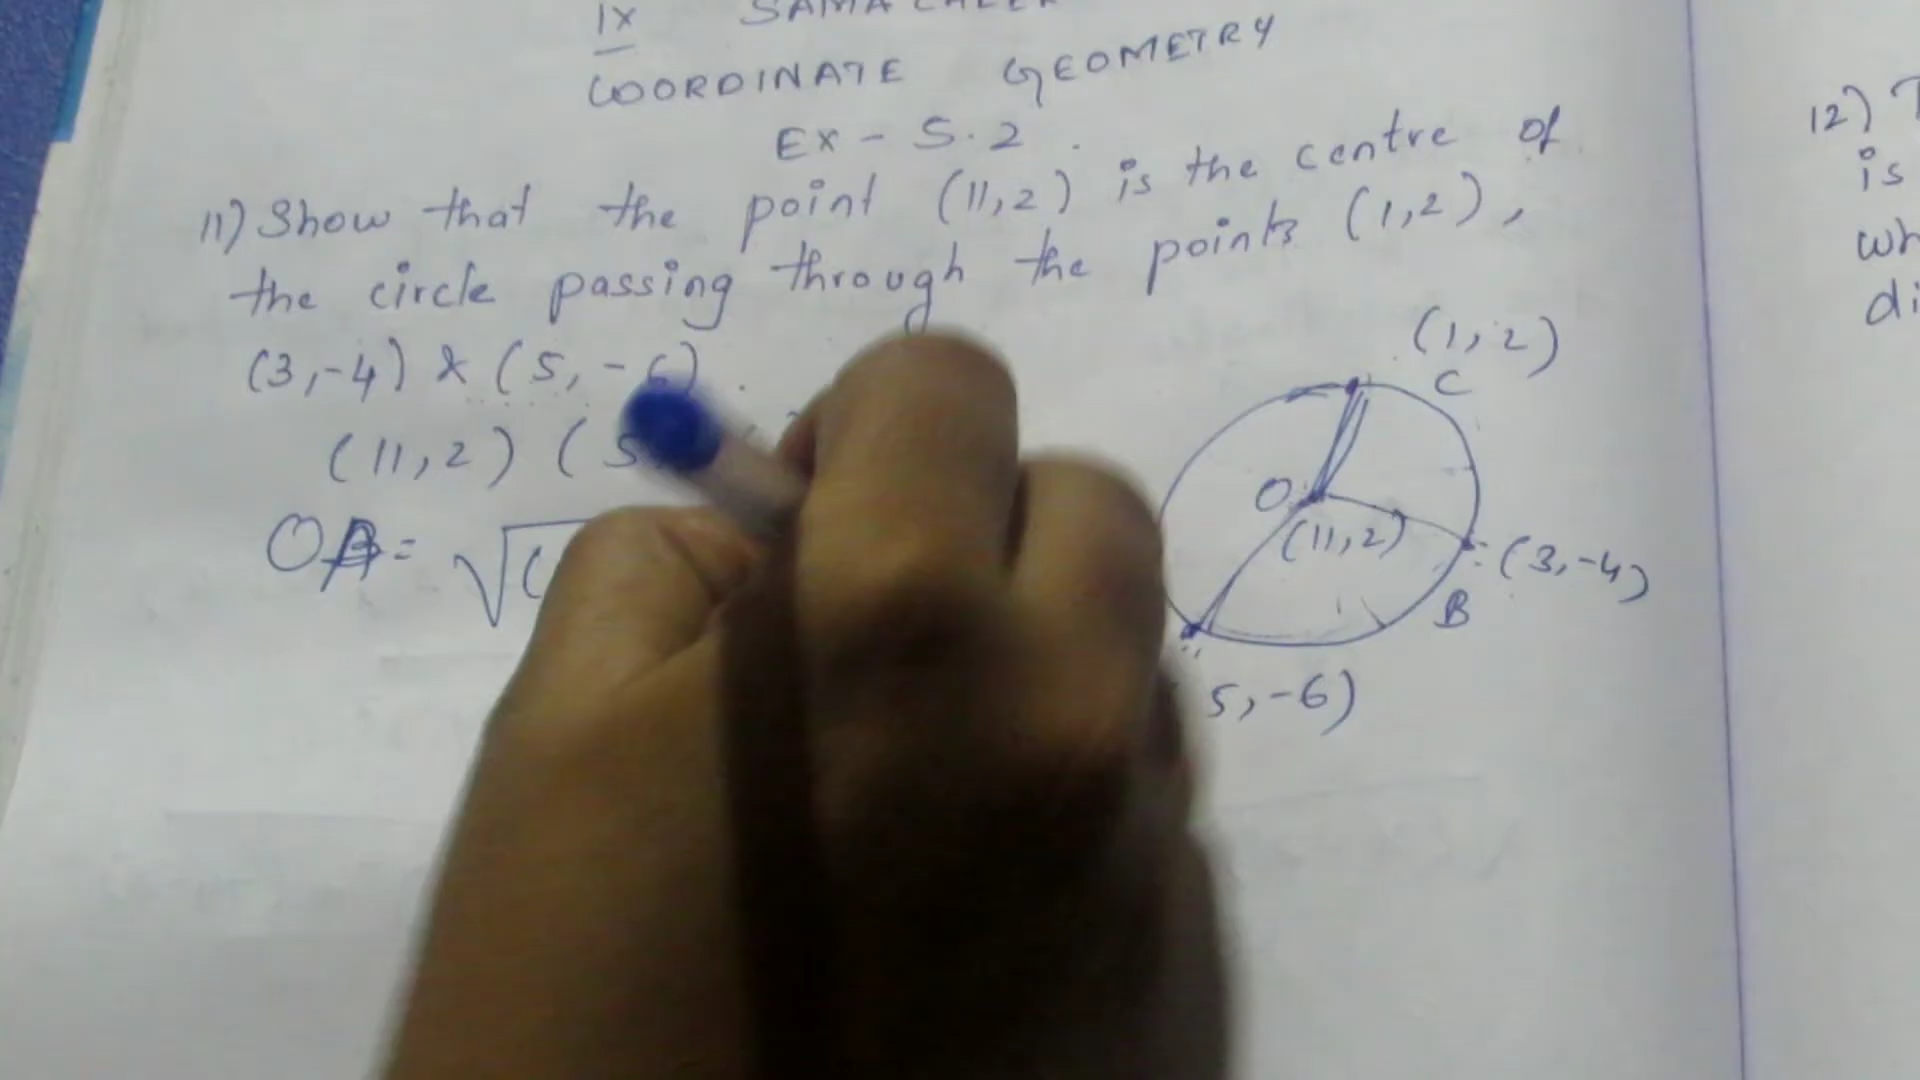 IX
COORDINATE GEOMETRY
Ex - 5.2
11) Show that the point (11,2) is the centre of
the circle passing through the points (1,2),
(3,-4) & (5,-6).
(11,2) (5
OA= √(
(1,2)
C
O
(11,2)
(3,-4)
B
5,-6)
12)
is